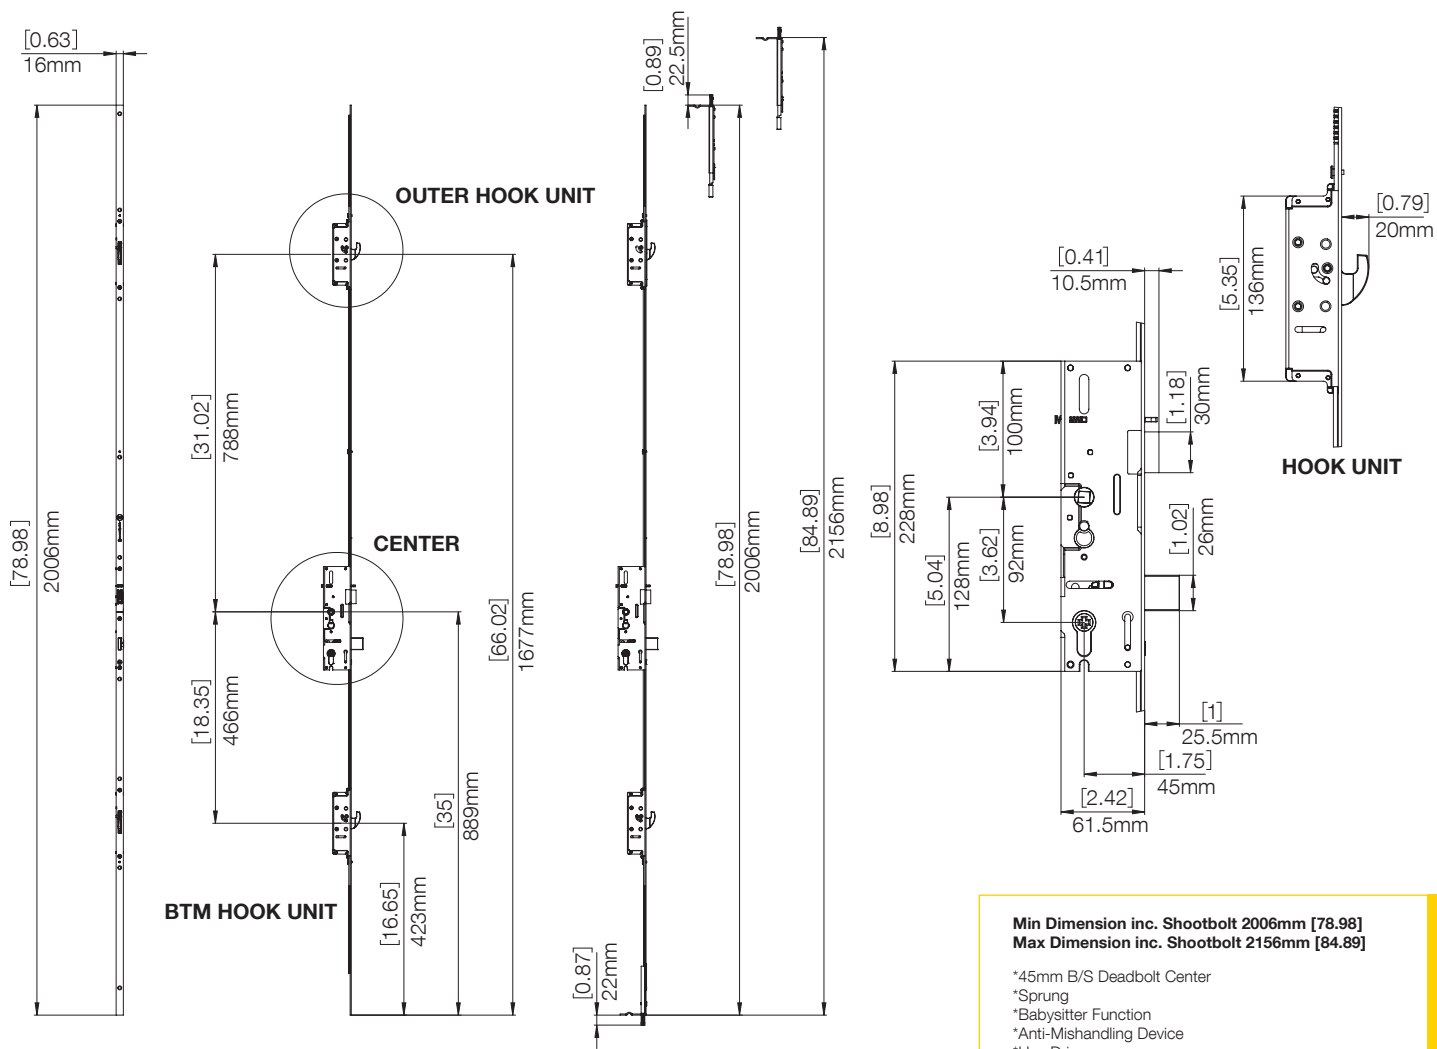 [0.63]
16mm
[78.98]
2006mm
OUTER HOOK UNIT
[31.02]
788mm
CENTER
[18.35]
466mm
[66.02]
1677mm
[35]
889mm
BTM HOOK UNIT
[16.65]
423mm
[0.89]
22.5mm
[78.98]
2006mm
[84.89]
2156mm
[0.87]
22mm
[0.41]
10.5mm
[1.18]
30mm
[3.94]
100mm
[8.98]
228mm
[5.04]
128mm
[3.62]
92mm
[1.02]
26mm
[1]
25.5mm
[1.75]
45mm
[2.42]
61.5mm
[0.79]
20mm
[5.35]
136mm
HOOK UNIT
Min Dimension inc. Shootbolt 2006mm [78.98]
Max Dimension inc. Shootbolt 2156mm [84.89]
*45mm B/S Deadbolt Center
*Sprung
*Babysitter Function
*Anti-Mishandling Device